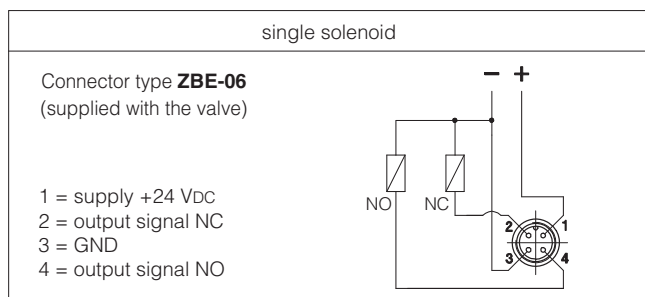 single solenoid
Connector type ZBE-06
(supplied with the valve)
1 = supply +24 VDC
2 = output signal NC
3 = GND
4 = output signal NO
− +
NO NC
2 1
3 4